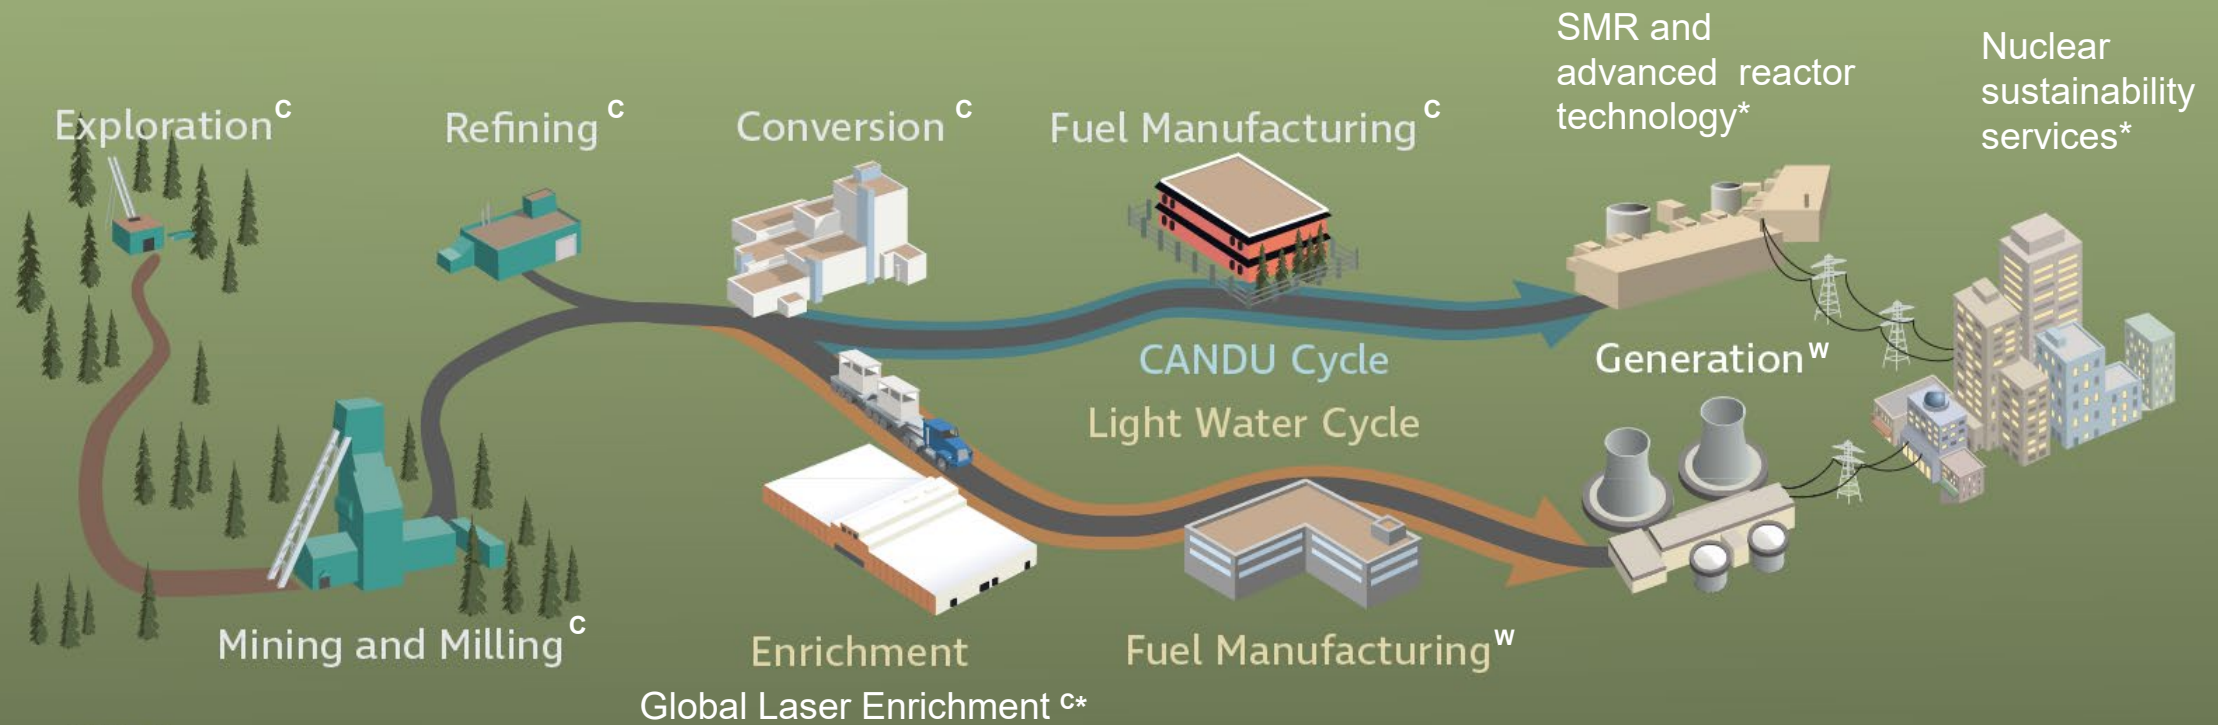 SMR and
advanced reactor
technology*
Nuclear
sustainability
services*
Exploration C
Refining C
Conversion C
Fuel Manufacturing C
CANDU Cycle
Light Water Cycle
Generation W
Mining and Milling C
Enrichment
Fuel Manufacturing W
Global Laser Enrichment C*